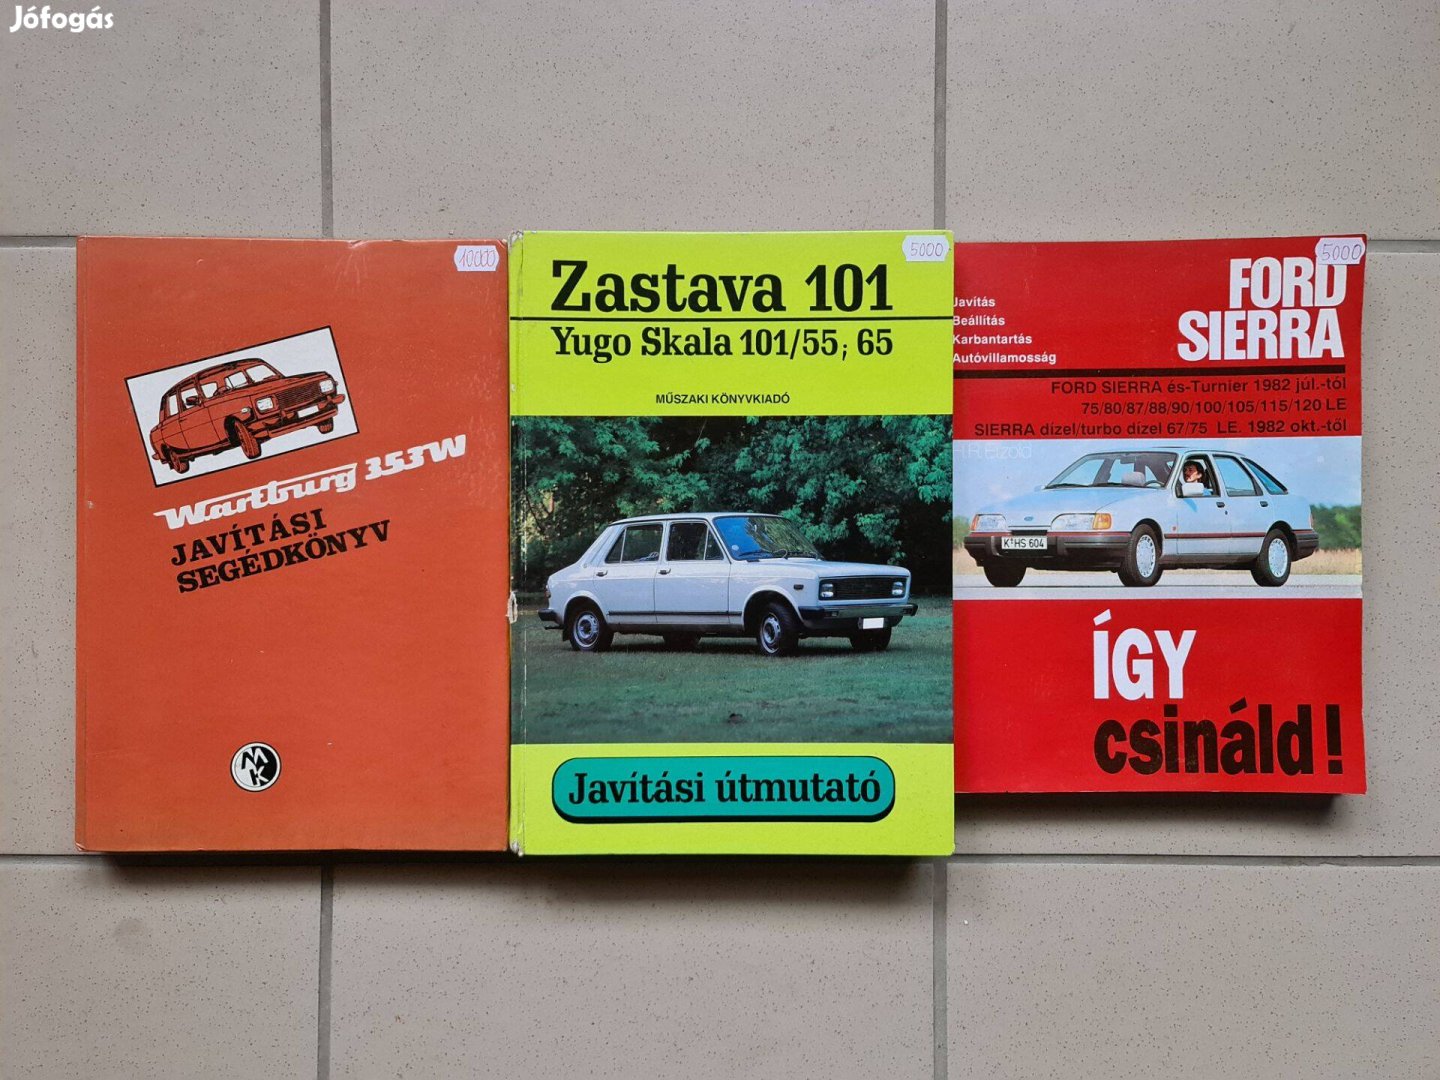 Jófogás
10000
Wartburg 353W
JAVÍTÁSI
SEGÉDKÖNYV
MK
5000
Zastava 101
Yugo Skala 101/55; 65
MŰSZAKI KÖNYVKIADÓ
Javítási útmutató
5000
FORD
SIERRA
Javítás
Beállítás
Karbantartás
Autóvillamosság
FORD SIERRA és-Turnier 1982 júl.-tól
75/80/87/88/90/100/105/115/120 LE
SIERRA dízel/turbo dízel 67/75 LE. 1982 okt.-től
H.R. Etzold
K HS 604
ÍGY
csináld!